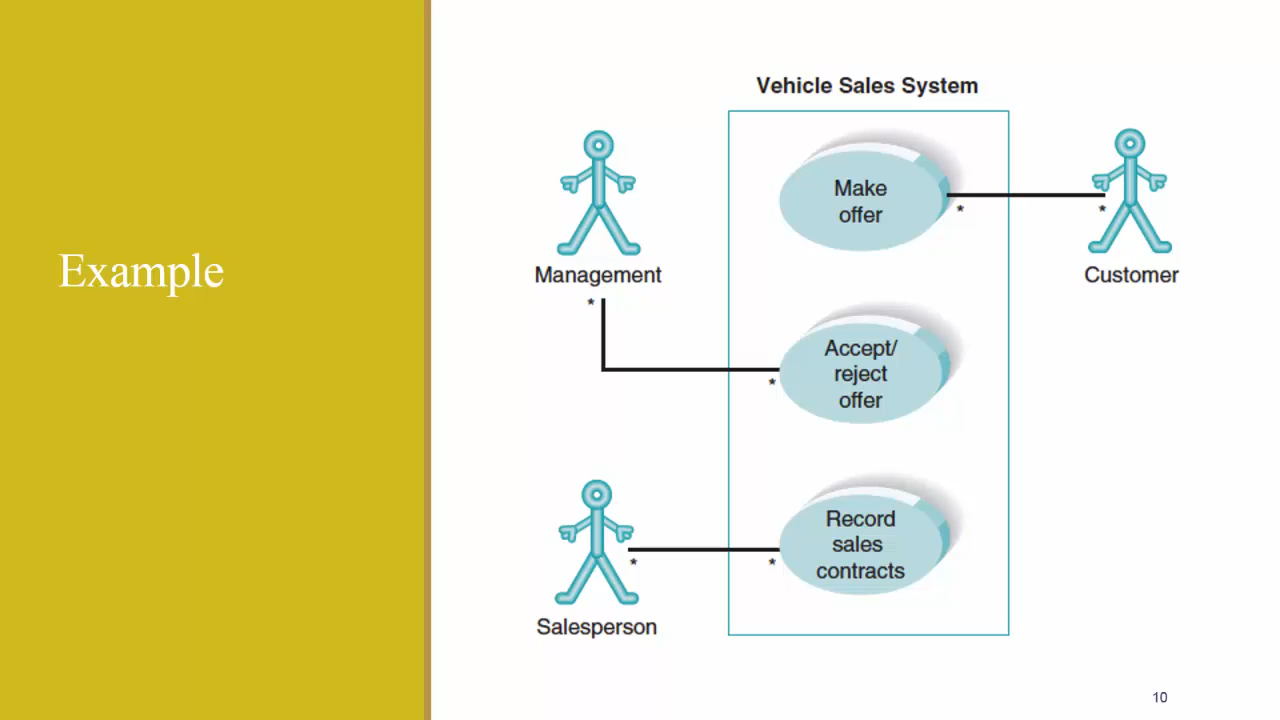 Example
Vehicle Sales System
Management
*
Make
offer
*
*
Customer
Accept/
reject
offer
*
Salesperson
*
Record
sales
contracts
*
10